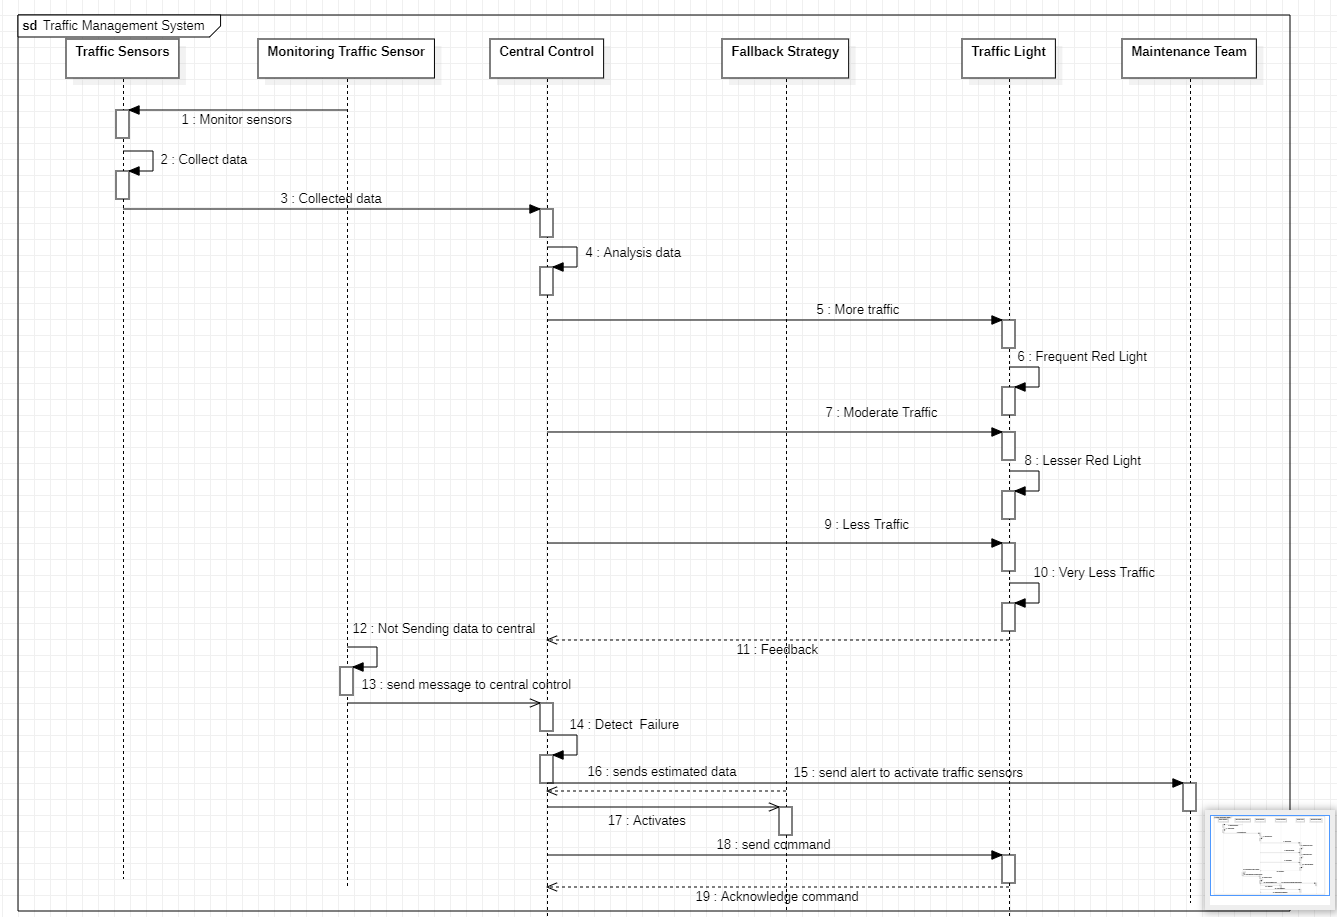 sd Traffic Management System
Traffic Sensors
Monitoring Traffic Sensor
Central Control
Fallback Strategy
Traffic Light
Maintenance Team
1 : Monitor sensors
2 : Collect data
3 : Collected data
4 : Analysis data
5 : More traffic
6 : Frequent Red Light
7 : Moderate Traffic
8 : Lesser Red Light
9 : Less Traffic
10 : Very Less Traffic
12 : Not Sending data to central
11 : Feedback
13 : send message to central control
14 : Detect Failure
16 : sends estimated data
15 : send alert to activate traffic sensors
17 : Activates
18 : send command
19 : Acknowledge command